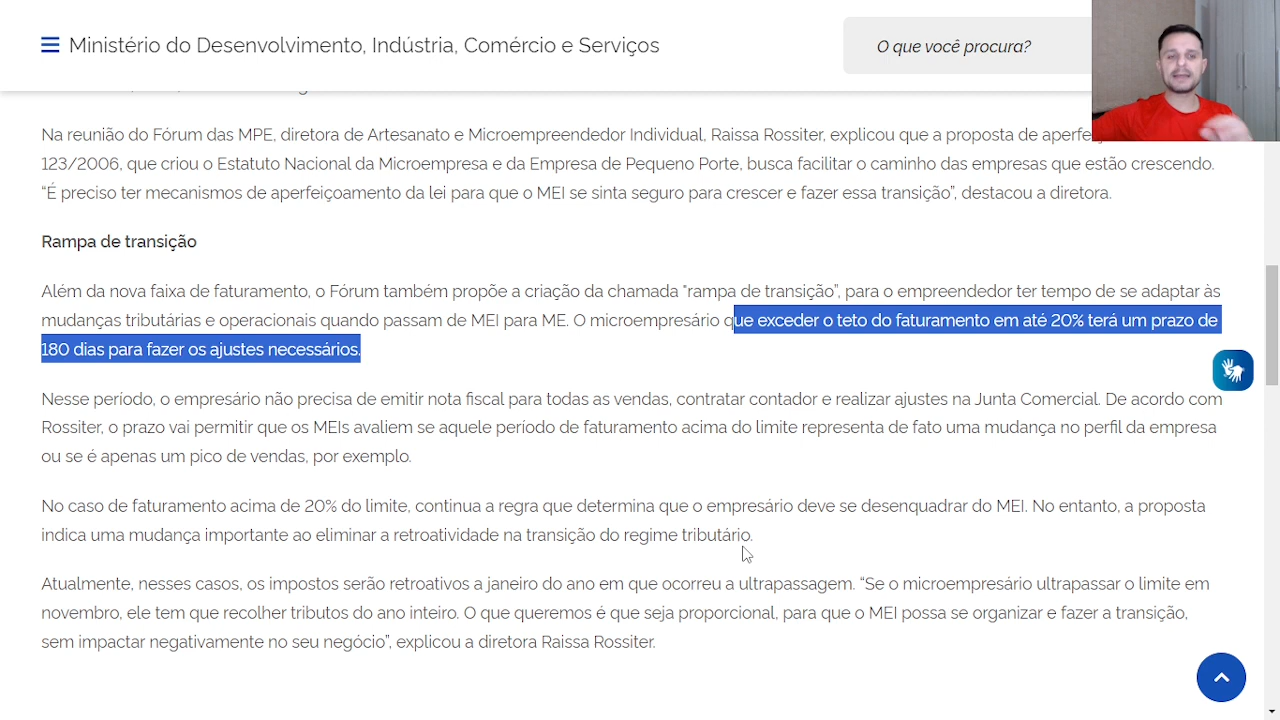 Ministério do Desenvolvimento, Indústria, Comércio e Serviços
O que você procura?
Na reunião do Fórum das MPE, diretora de Artesanato e Microempreendedor Individual, Raissa Rossiter, explicou que a proposta de
123/2006, que criou o Estatuto Nacional da Microempresa e da Empresa de Pequeno Porte, busca facilitar o caminho das empresas que estão crescendo.
“É preciso ter mecanismos de aperfeiçoamento da lei para que o MEI se sinta seguro para crescer e fazer essa transição”, destacou a diretora.
Rampa de transição
Além da nova faixa de faturamento, o Fórum também propõe a criação da chamada “rampa de transição”, para o empreendedor ter tempo de se adaptar às
mudanças tributárias e operacionais quando passam de MEI para ME. O microempresário que exceder o teto do faturamento em até 20% terá um prazo de
180 dias para fazer os ajustes necessários.
Nesse período, o empresário não precisa de emitir nota fiscal para todas as vendas, contratar contador e realizar ajustes na Junta Comercial. De acordo com
Rossiter, o prazo vai permitir que os MEIs avaliem se aquele período de faturamento acima do limite representa de fato uma mudança no perfil da empresa
ou se é apenas um pico de vendas, por exemplo.
No caso de faturamento acima de 20% do limite, continua a regra que determina que o empresário deve se desenquadrar do MEI. No entanto, a proposta
indica uma mudança importante ao eliminar a retroatividade na transição do regime tributário.
Atualmente, nesses casos, os impostos serão retroativos a janeiro do ano em que ocorreu a ultrapassagem. “Se o microempresário ultrapassar o limite em
novembro, ele tem que recolher tributos do ano inteiro. O que queremos é que seja proporcional, para que o MEI possa se organizar e fazer a transição,
sem impactar negativamente no seu negócio”, explicou a diretora Raissa Rossiter.